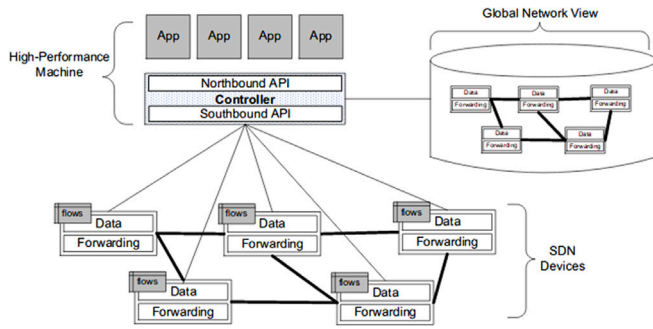 Global Network View
High-Performance
Machine
App App App App
Northbound API
Controller
Southbound API
Data Data Data
Forwarding Forwarding Forwarding
Data Data
Forwarding Forwarding
flows flows flows
Data Data Data
Forwarding Forwarding Forwarding
flows flows
Data Data
Forwarding Forwarding
SDN
Devices